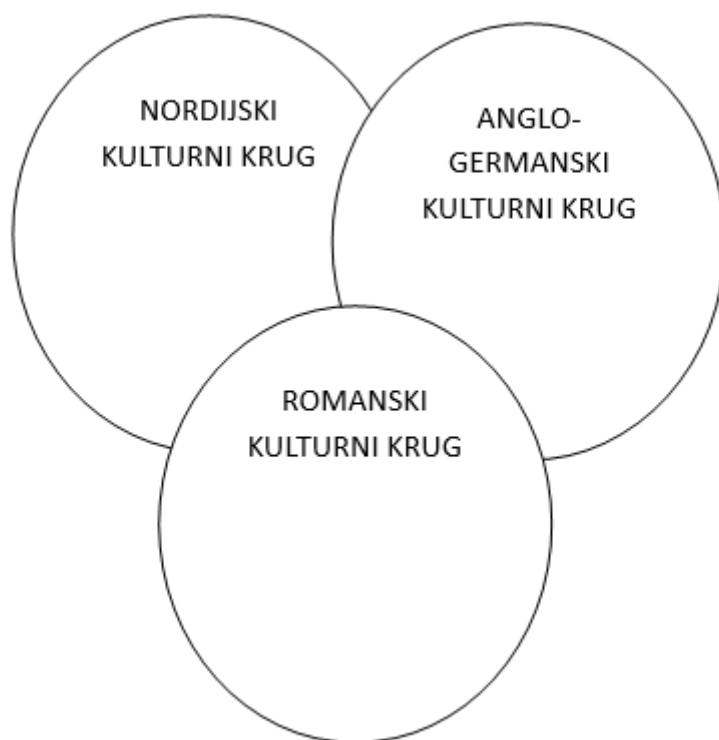 NORDIJSKI
KULTURNI KRUG
ANGLO-
GERMANSKI
KULTURNI KRUG
ROMANSKI
KULTURNI KRUG